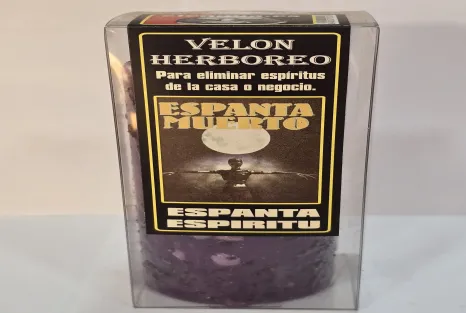 VELON
HERBOREO
Para eliminar espíritus
de la casa o negocio.
ESPANTA
MUERTO
ESPANTA
ESPIRITU